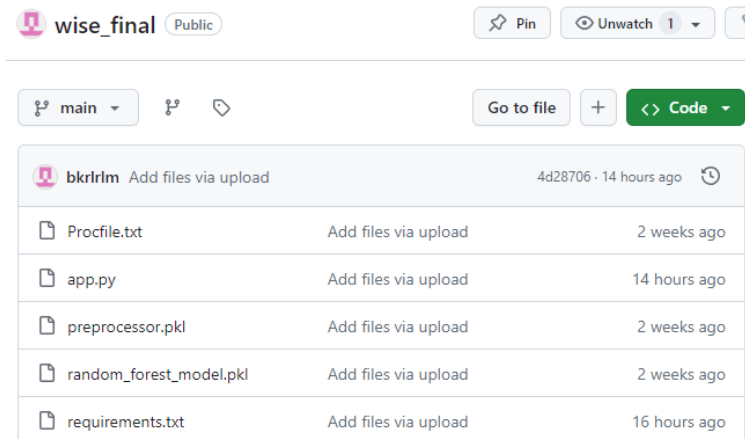 wise_final Public Pin Unwatch 1
main Go to file Code
bkrlrlm Add files via upload 4d28706 · 14 hours ago
Procfile.txt Add files via upload 2 weeks ago
app.py Add files via upload 14 hours ago
preprocessor.pkl Add files via upload 2 weeks ago
random_forest_model.pkl Add files via upload 2 weeks ago
requirements.txt Add files via upload 16 hours ago